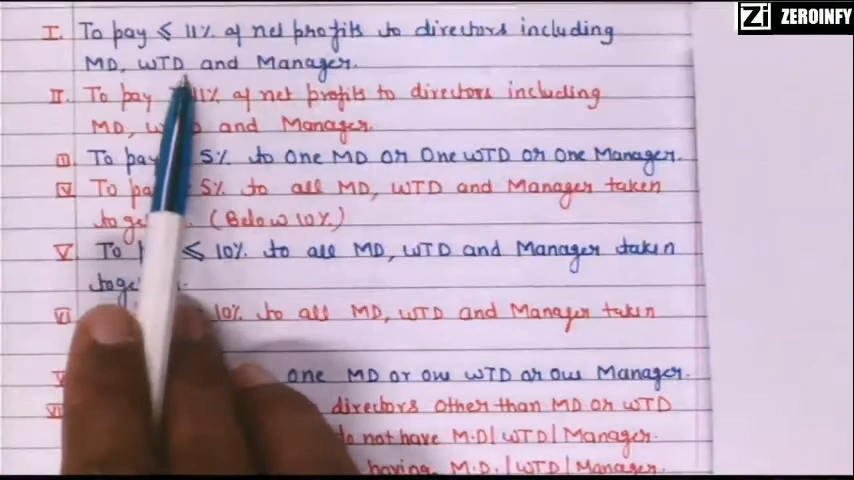 Zi ZEROINFY
I. To pay ≤ 11% of net profits to directors including
MD, WTD and Manager.
II. To pay 11% of net profits to directors including
MD, and Manager.
To pay 5% to One MD or One WTD or One Manager.
To 5% to all MD, WTD and Manager taken
(Below 10%)
V. To ≤ 10% to all MD, WTD and Manager taken
VI. 10% to all MD, WTD and Manager taken
one MD or one WTD or one Manager.
directors other than MD or WTD
do not have M.D|WTD|Manager.
having M.D.|WTD|Manager.